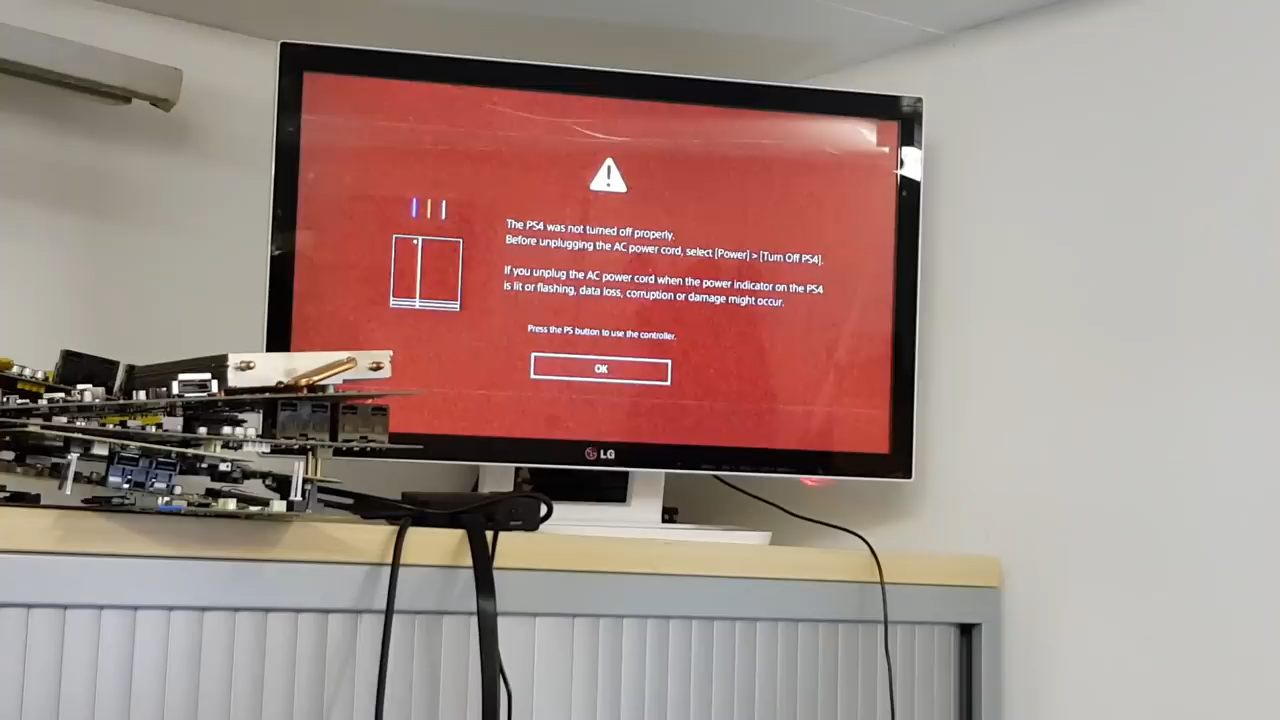 The PS4 was not turned off properly.
Before unplugging the AC power cord, select [Power] > [Turn Off PS4].
If you unplug the AC power cord when the power indicator on the PS4
is lit or flashing, data loss, corruption or damage might occur.
Press the PS button to use the controller.
OK
LG